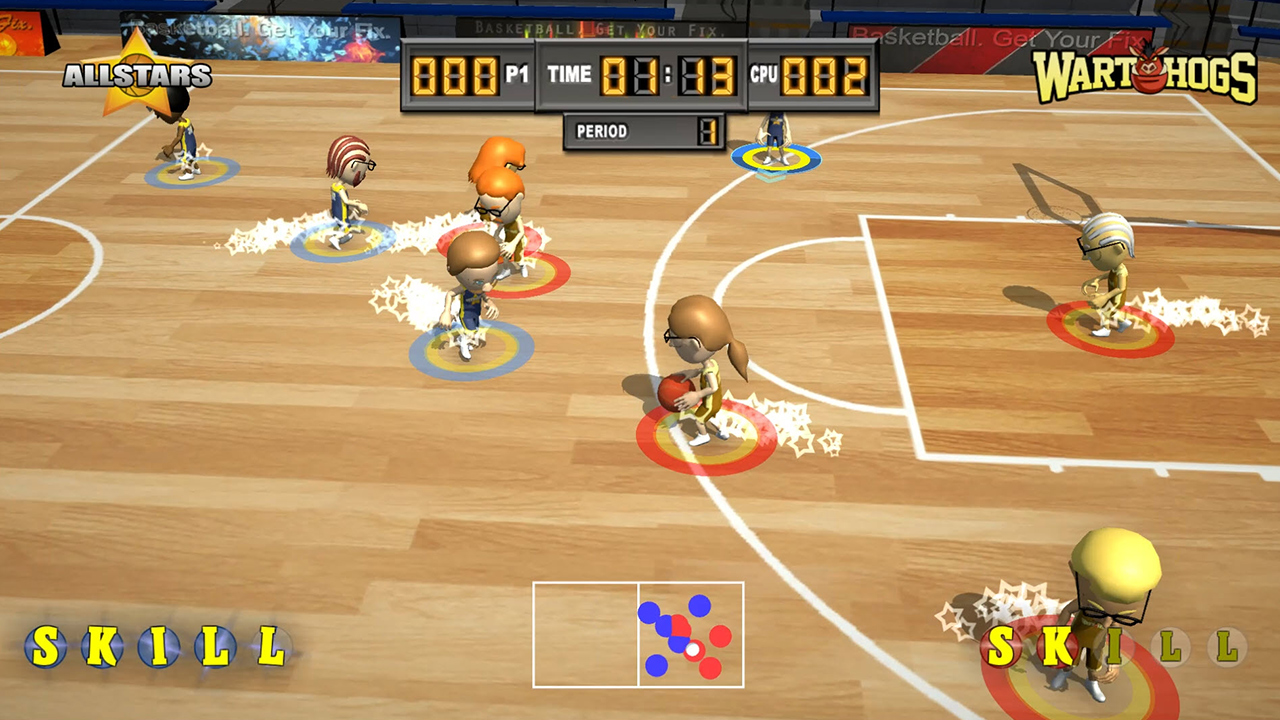 Fix.
Basketball. Get Your Fix.
BASKETBALL. GET YOUR FIX.
Basketball. Get Your Fix
ALLSTARS
000 P1 TIME 01:13 CPU 002
WARTHOGS
PERIOD 1
SKILL
SKILL